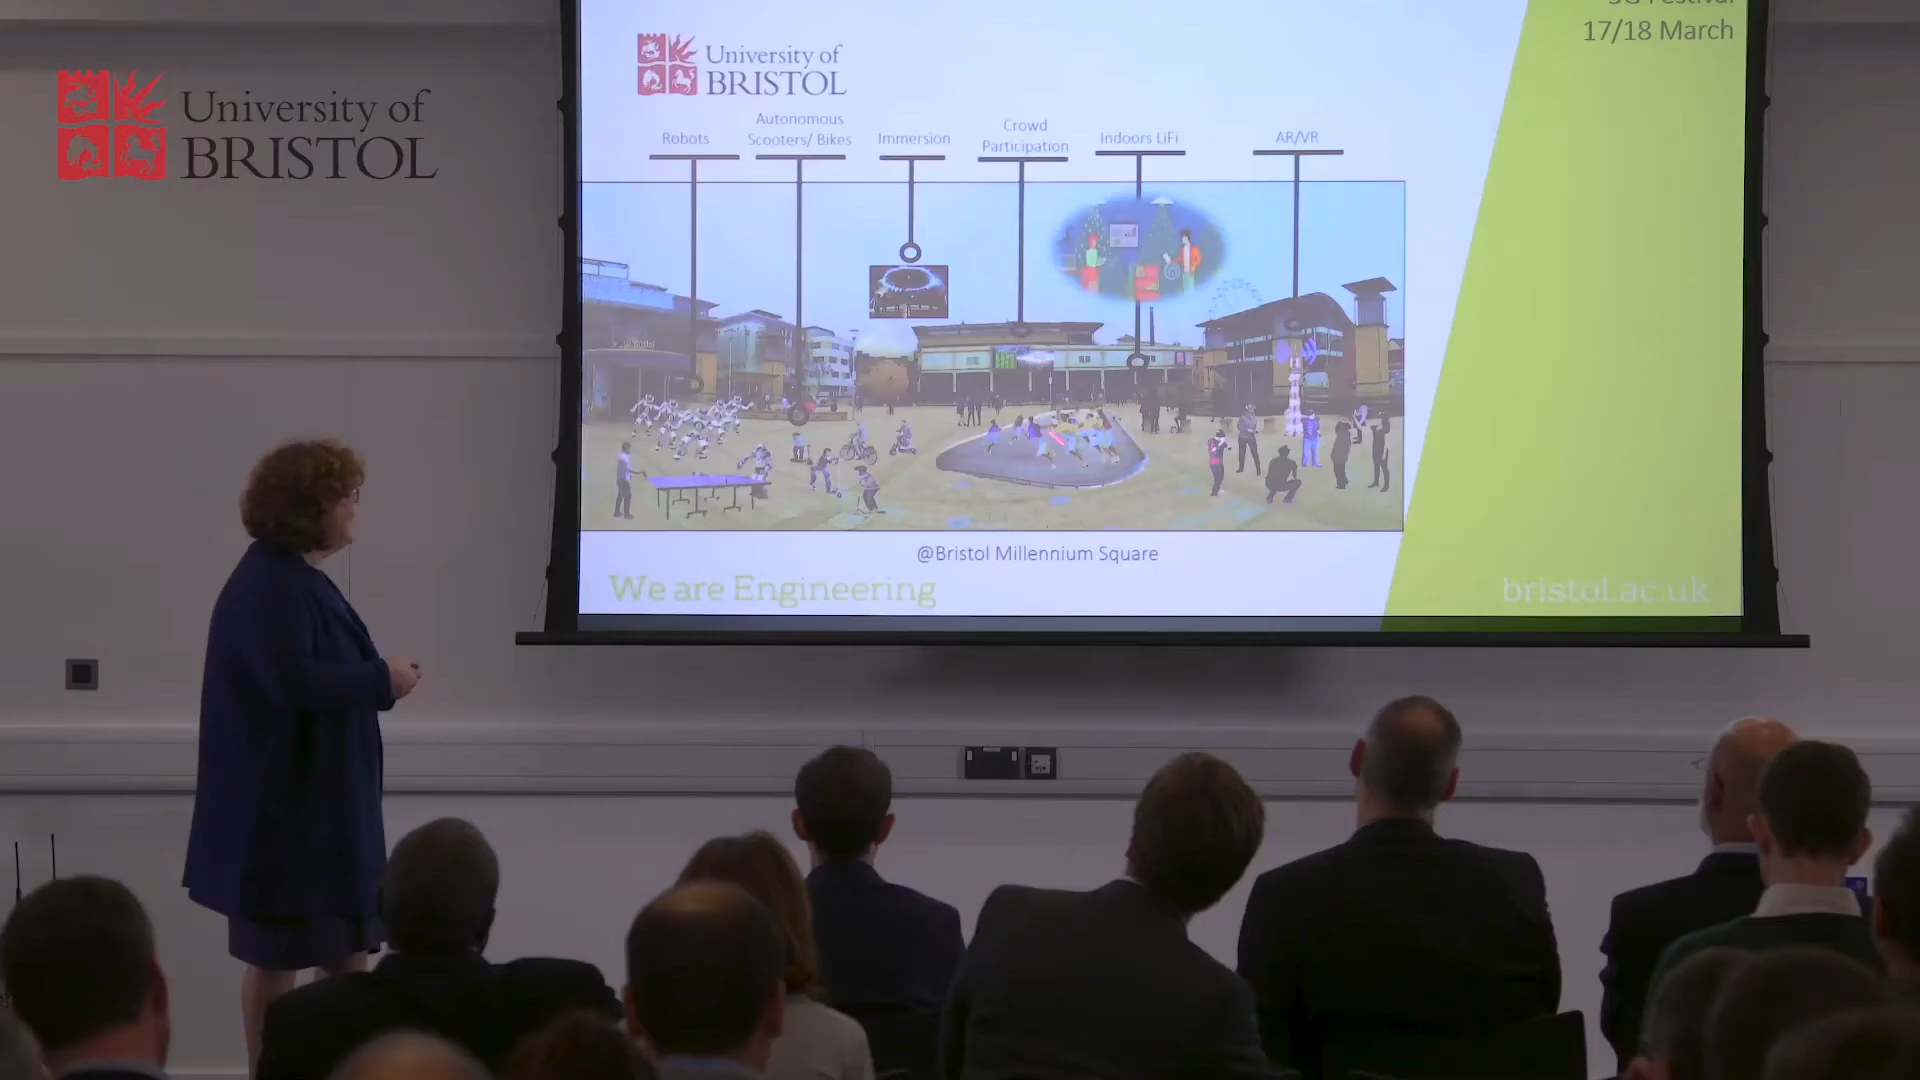 University of
BRISTOL
17/18 March
University of
BRISTOL
Robots
Autonomous
Scooters/ Bikes
Immersion
Crowd
Participation
Indoors LiFi
AR/VR
@Bristol Millennium Square
We are Engineering
bristol.ac.uk